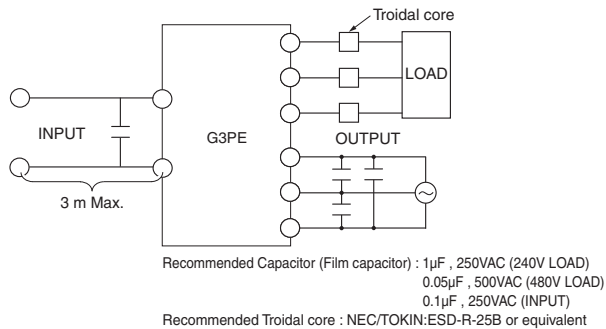 Troidal core
LOAD
INPUT
G3PE
OUTPUT
3 m Max.
Recommended Capacitor (Film capacitor) : 1µF , 250VAC (240V LOAD)
0.05µF , 500VAC (480V LOAD)
0.1µF , 250VAC (INPUT)
Recommended Troidal core : NEC/TOKIN:ESD-R-25B or equivalent